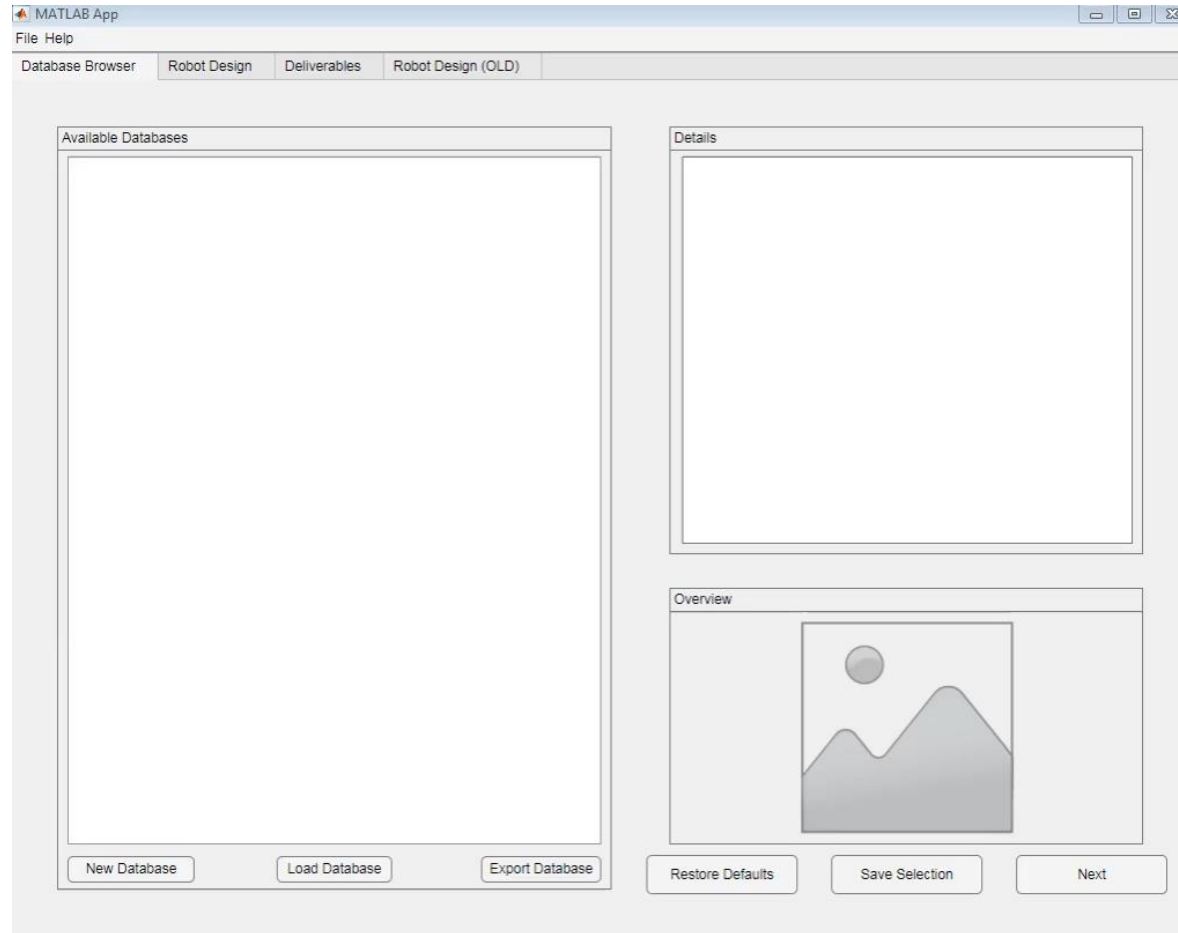 MATLAB App
File Help
Database Browser Robot Design Deliverables Robot Design (OLD)
Available Databases
Details
Overview
New Database Load Database Export Database
Restore Defaults Save Selection Next